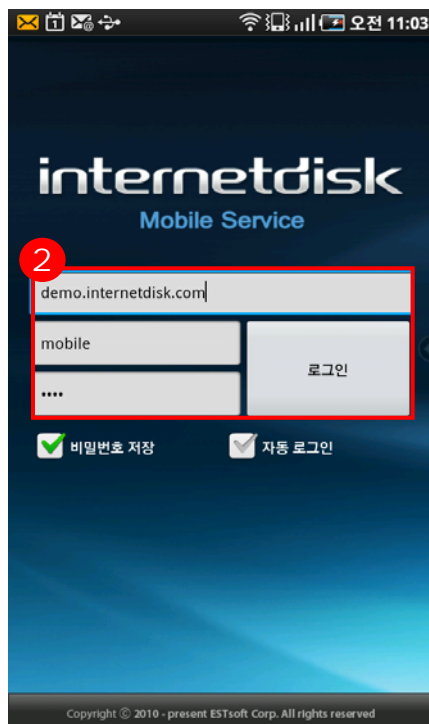 오전 11:03
internetdisk
Mobile Service
2
demo.internetdisk.com
mobile
로그인
••••
비밀번호 저장 자동 로그인
Copyright ⓒ 2010 - present ESTsoft Corp. All rights reserved